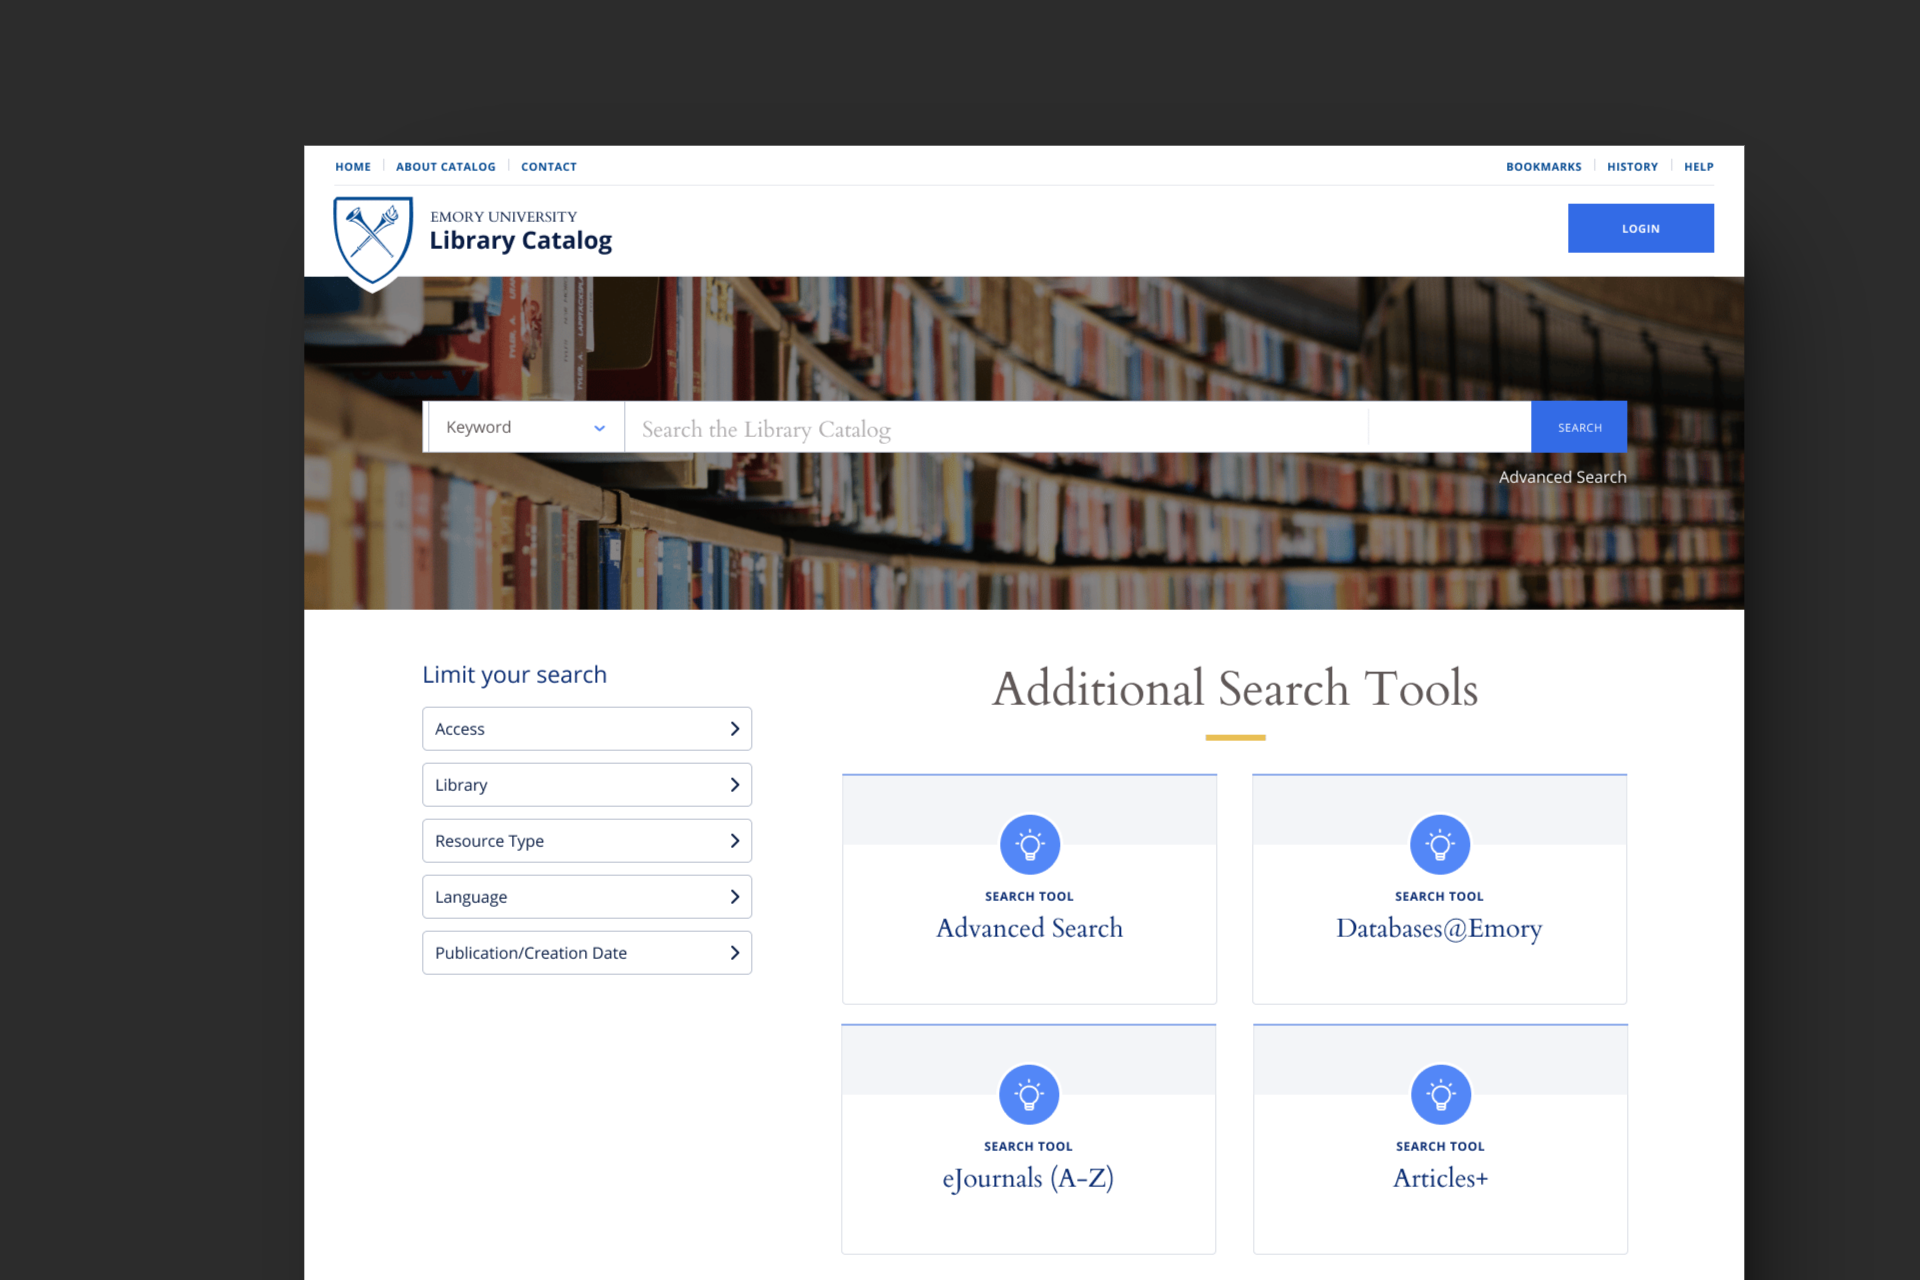 HOME ABOUT CATALOG CONTACT BOOKMARKS HISTORY HELP
EMORY UNIVERSITY
Library Catalog
LOGIN
TYLER, A.
TYLER, A.
Keyword Search the Library Catalog SEARCH
Advanced Search
Limit your search
Access
Library
Resource Type
Language
Publication/Creation Date
Additional Search Tools
SEARCH TOOL
Advanced Search
SEARCH TOOL
Databases@Emory
SEARCH TOOL
eJournals (A-Z)
SEARCH TOOL
Articles+